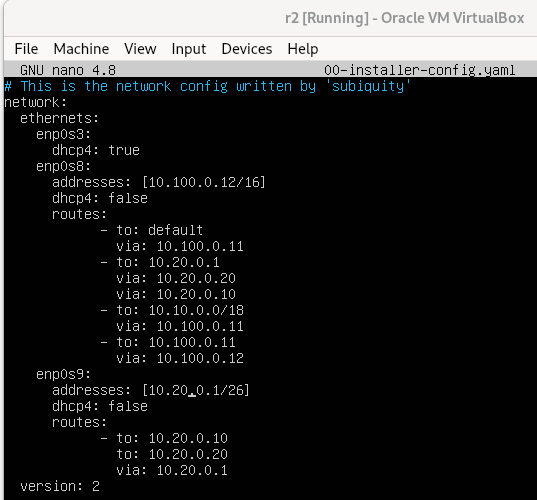 r2 [Running] - Oracle VM VirtualBox
File Machine View Input Devices Help
GNU nano 4.8 00-installer-config.yaml
# This is the network config written by 'subiquity'
network:
  ethernets:
    enp0s3:
      dhcp4: true
    enp0s8:
      addresses: [10.100.0.12/16]
      dhcp4: false
      routes:
            - to: default
              via: 10.100.0.11
            - to: 10.20.0.1
              via: 10.20.0.20
              via: 10.20.0.10
            - to: 10.10.0.0/18
              via: 10.100.0.11
            - to: 10.100.0.11
              via: 10.100.0.12
    enp0s9:
      addresses: [10.20.0.1/26]
      dhcp4: false
      routes:
            - to: 10.20.0.10
              to: 10.20.0.20
              via: 10.20.0.1
  version: 2